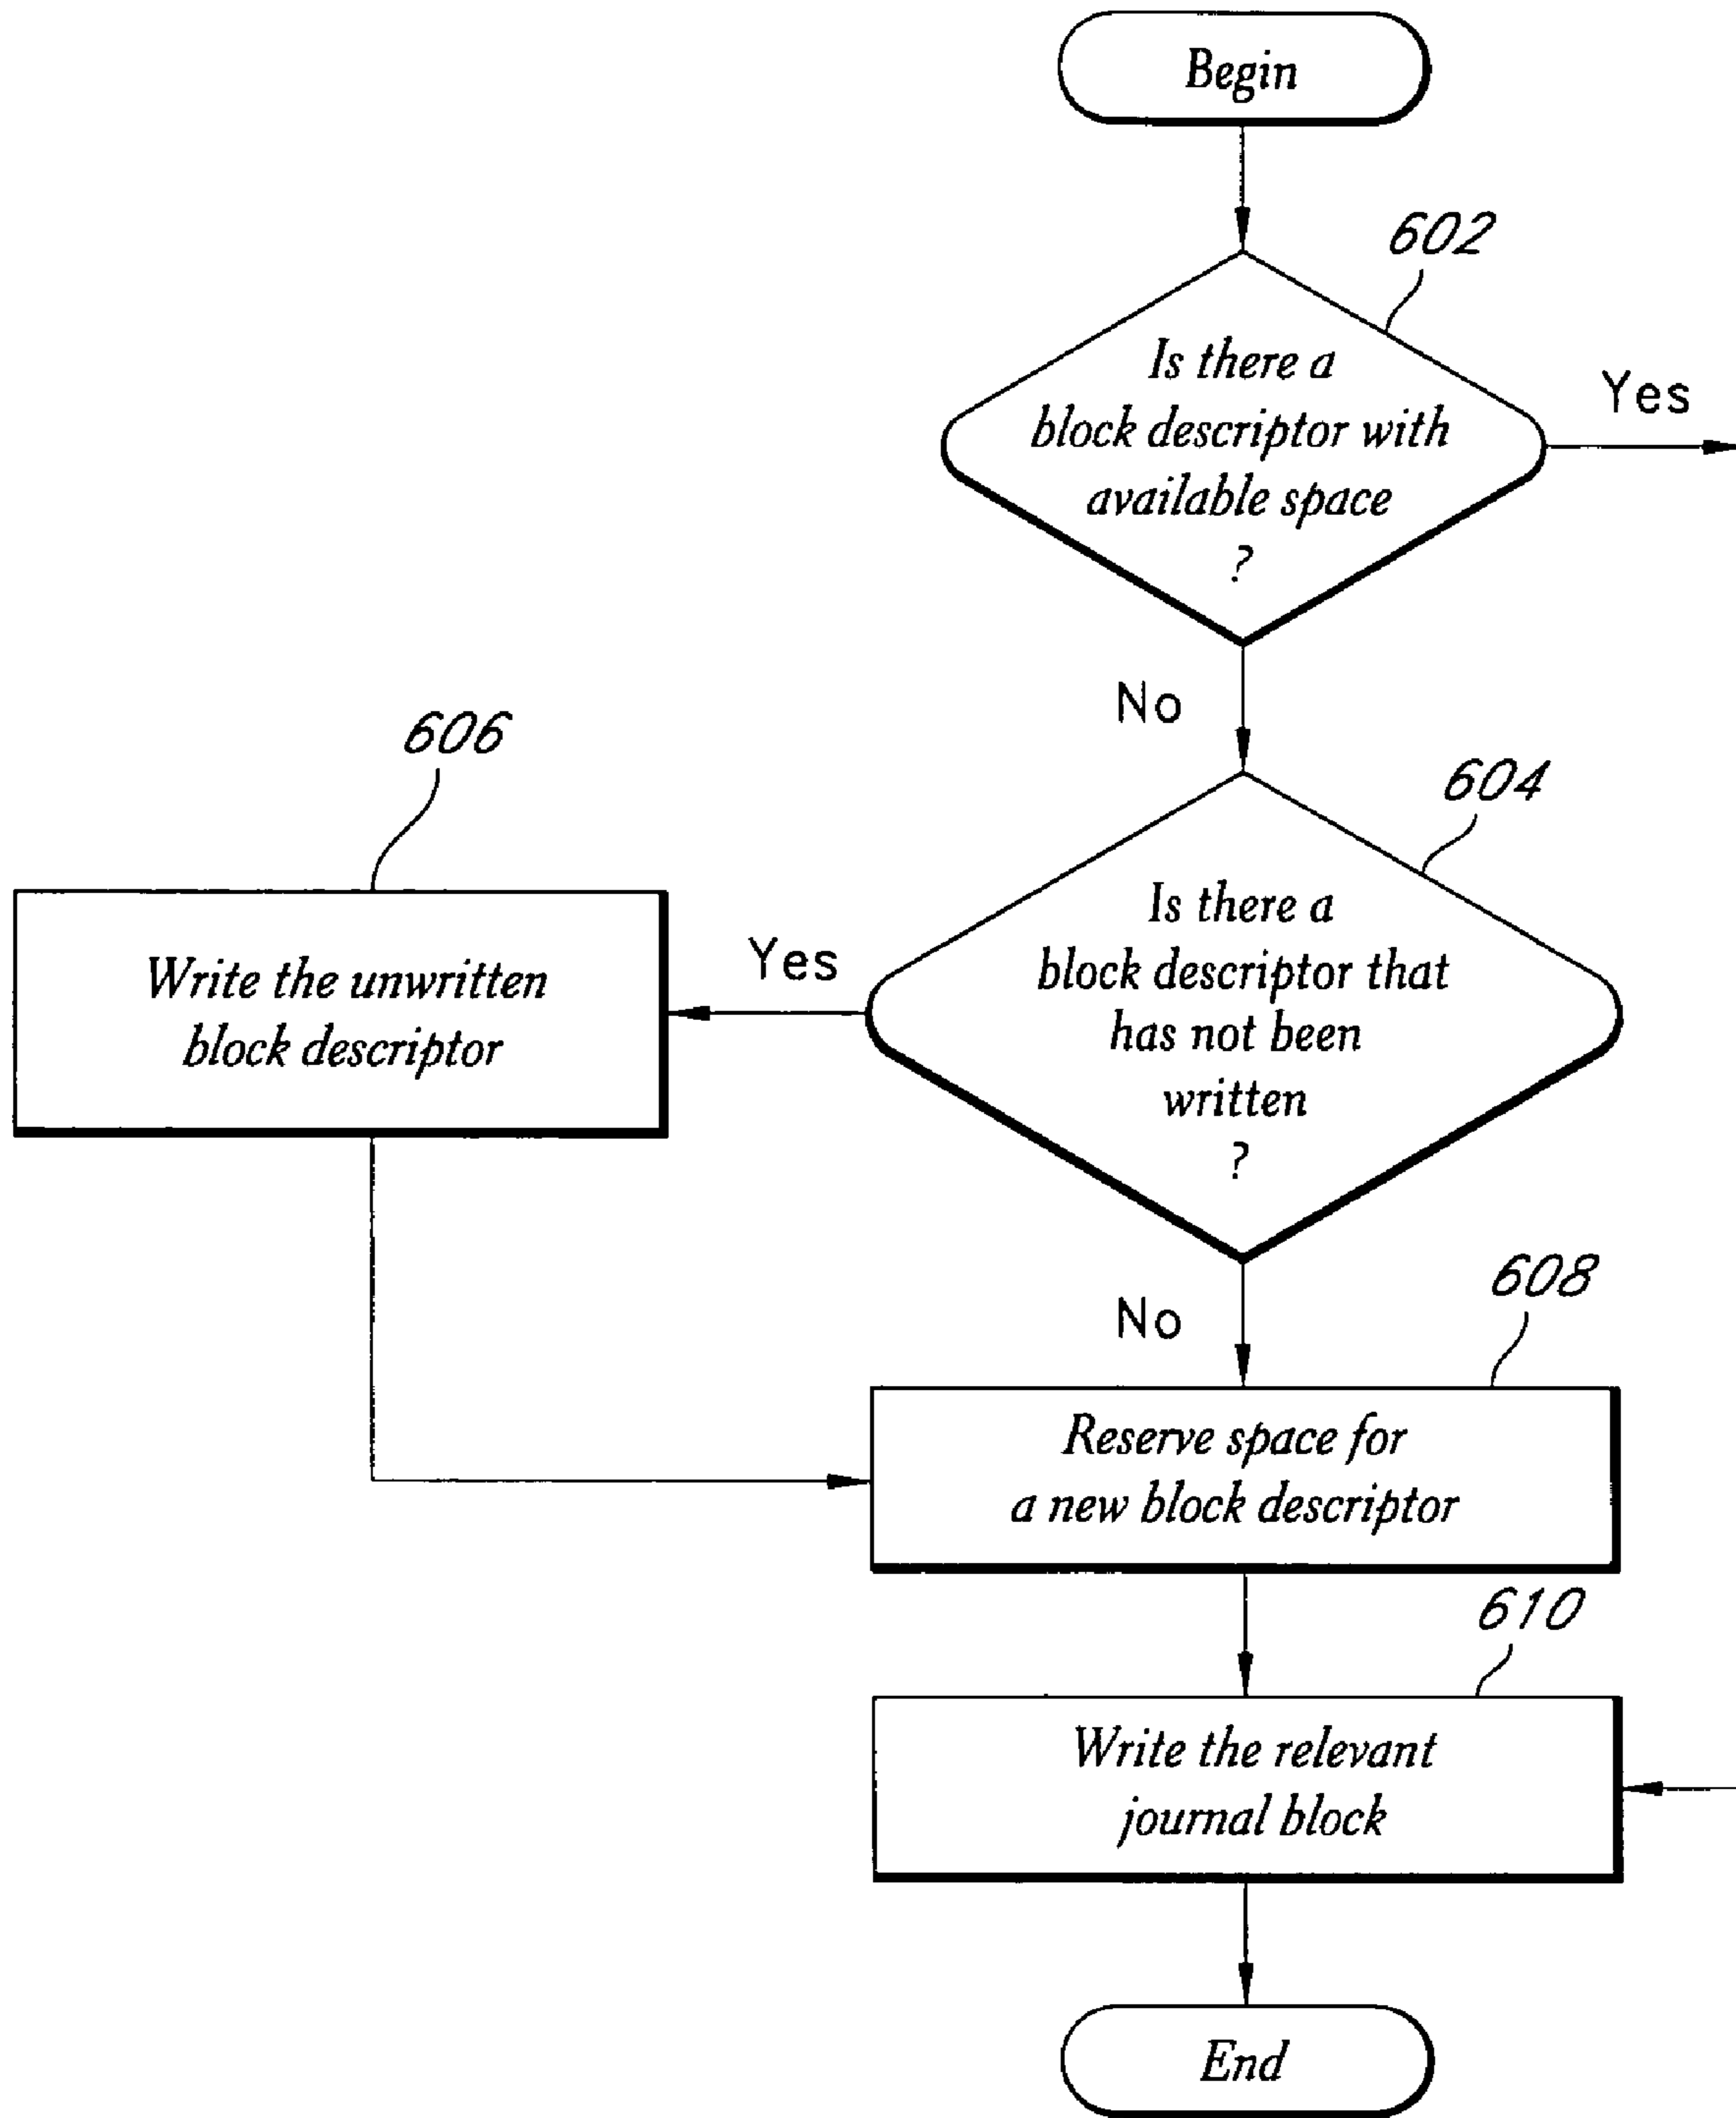 Begin
602
Is there a
block descriptor with
available space
?
Yes
No
606
604
Write the unwritten
block descriptor
Yes
Is there a
block descriptor that
has not been
written
?
No
608
Reserve space for
a new block descriptor
610
Write the relevant
journal block
End